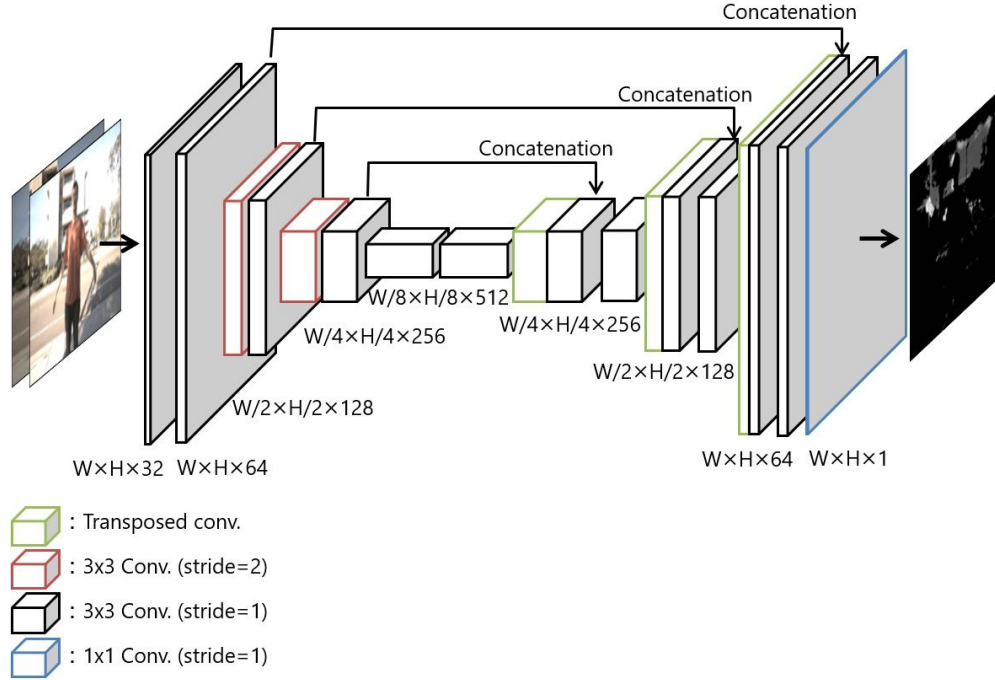 Concatenation
Concatenation
Concatenation
W/8×H/8×512
W/4×H/4×256
W/4×H/4×256
W/2×H/2×128
W/2×H/2×128
W×H×32
W×H×64
W×H×64
W×H×1
: Transposed conv.
: 3x3 Conv. (stride=2)
: 3x3 Conv. (stride=1)
: 1x1 Conv. (stride=1)